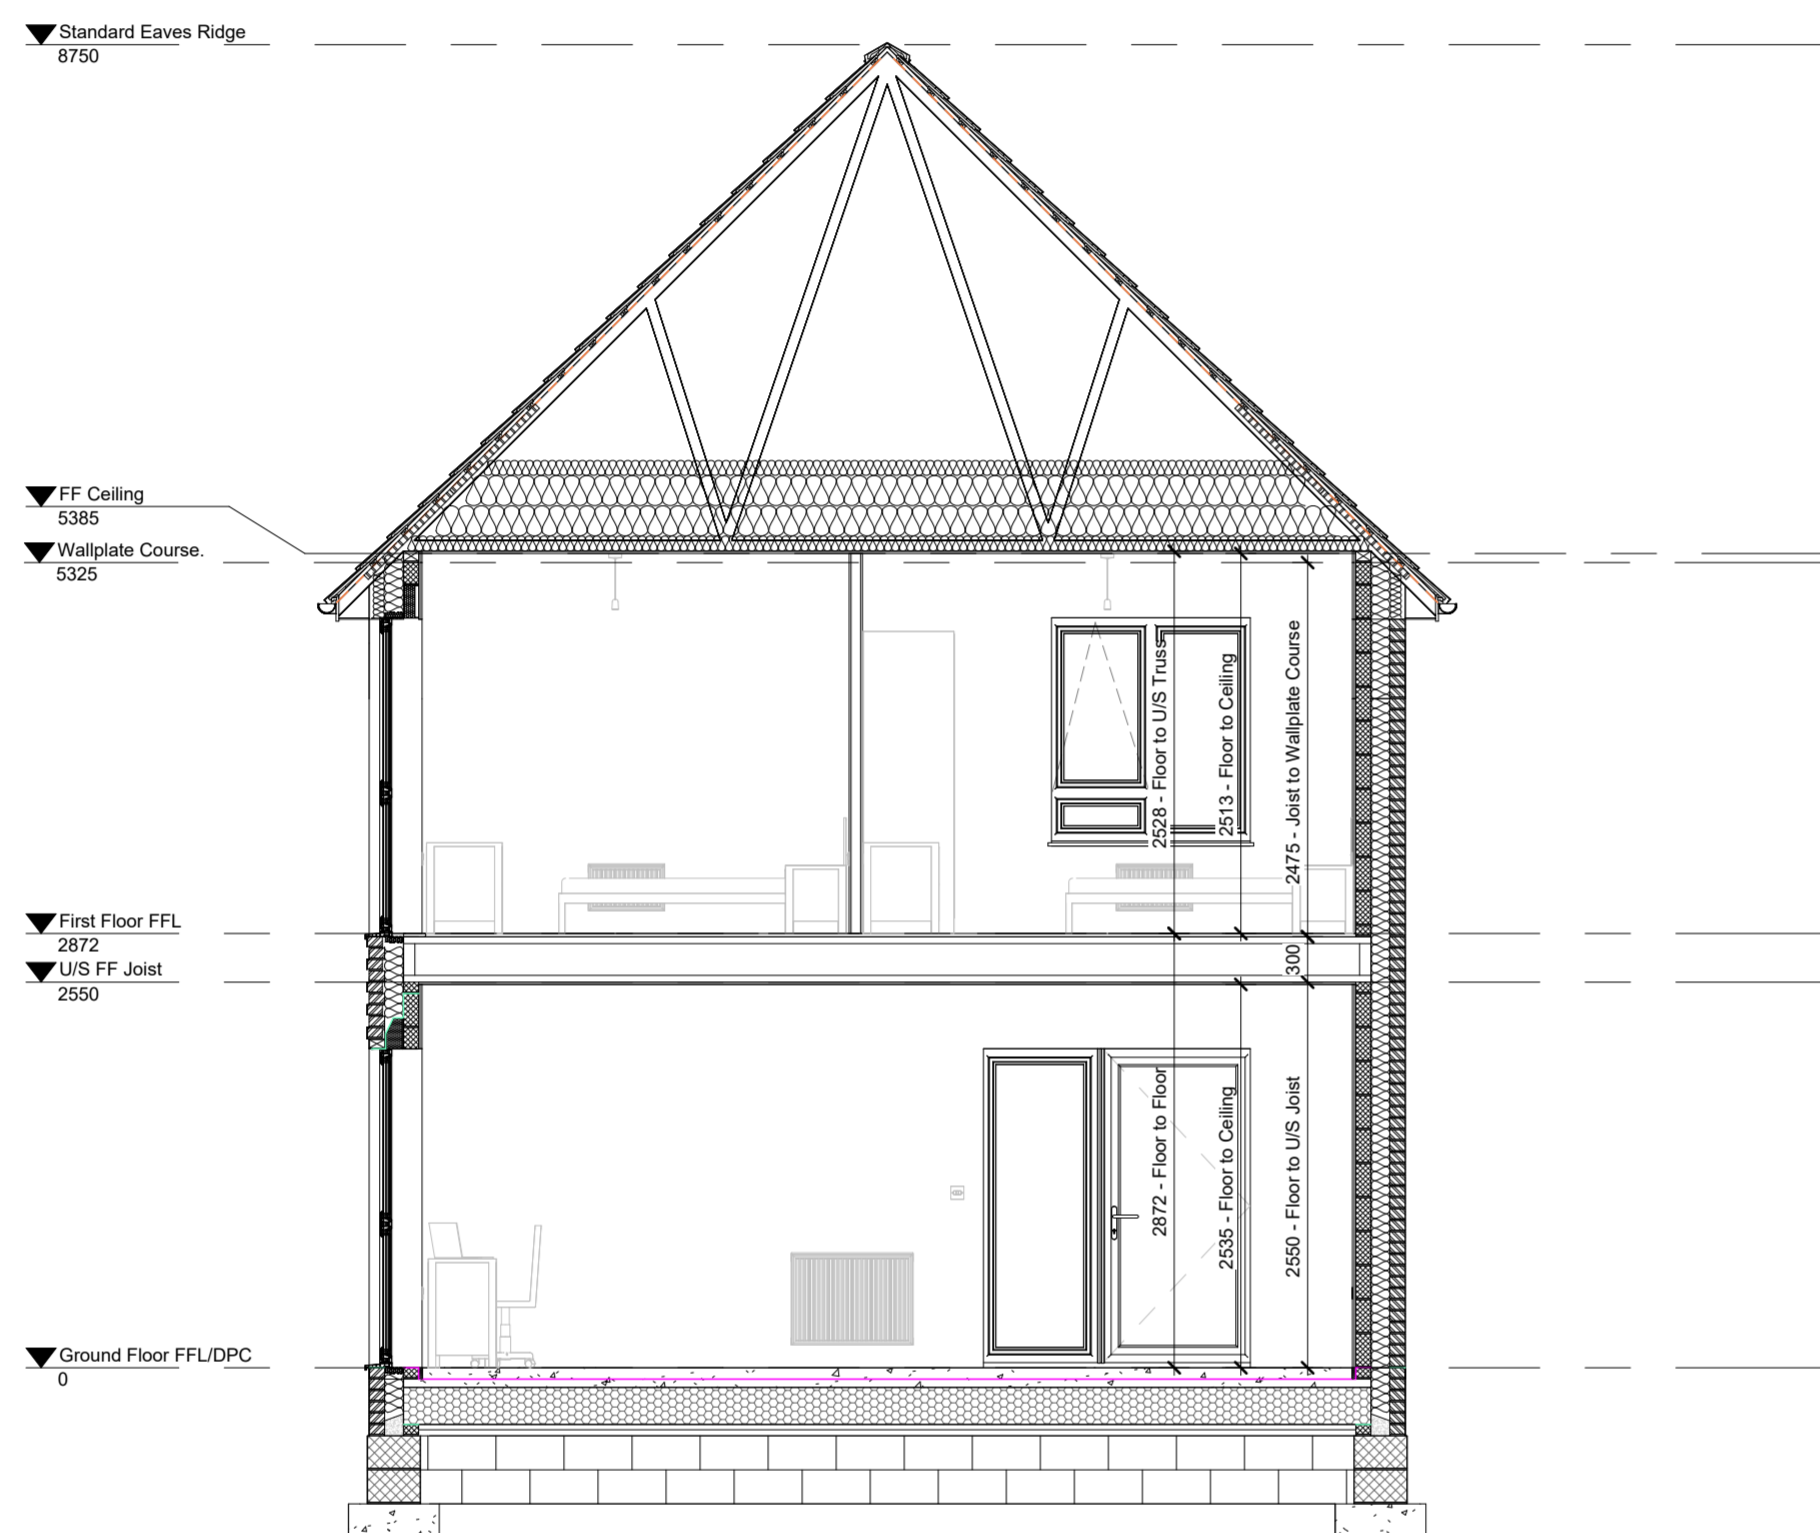 Standard Eaves Ridge
8750
FF Ceiling
5385
Wallplate Course.
5325
2528 - Floor to U/S Truss
2513 - Floor to Ceiling
2475 - Joist to Wallplate Course
First Floor FFL
2872
U/S FF Joist
2550
300
2872 - Floor to Floor
2535 - Floor to Ceiling
2550 - Floor to U/S Joist
Ground Floor FFL/DPC
0